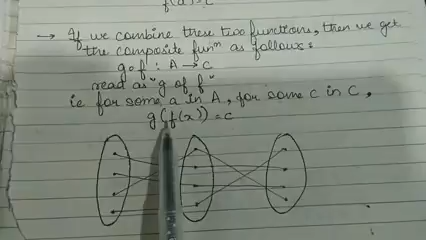 → If we combine these two functions, then we get
the composite funⁿ as follows:
gof : A → C
read as "g of f"
ie for some a in A, for some c in C,
g(f(x)) = c